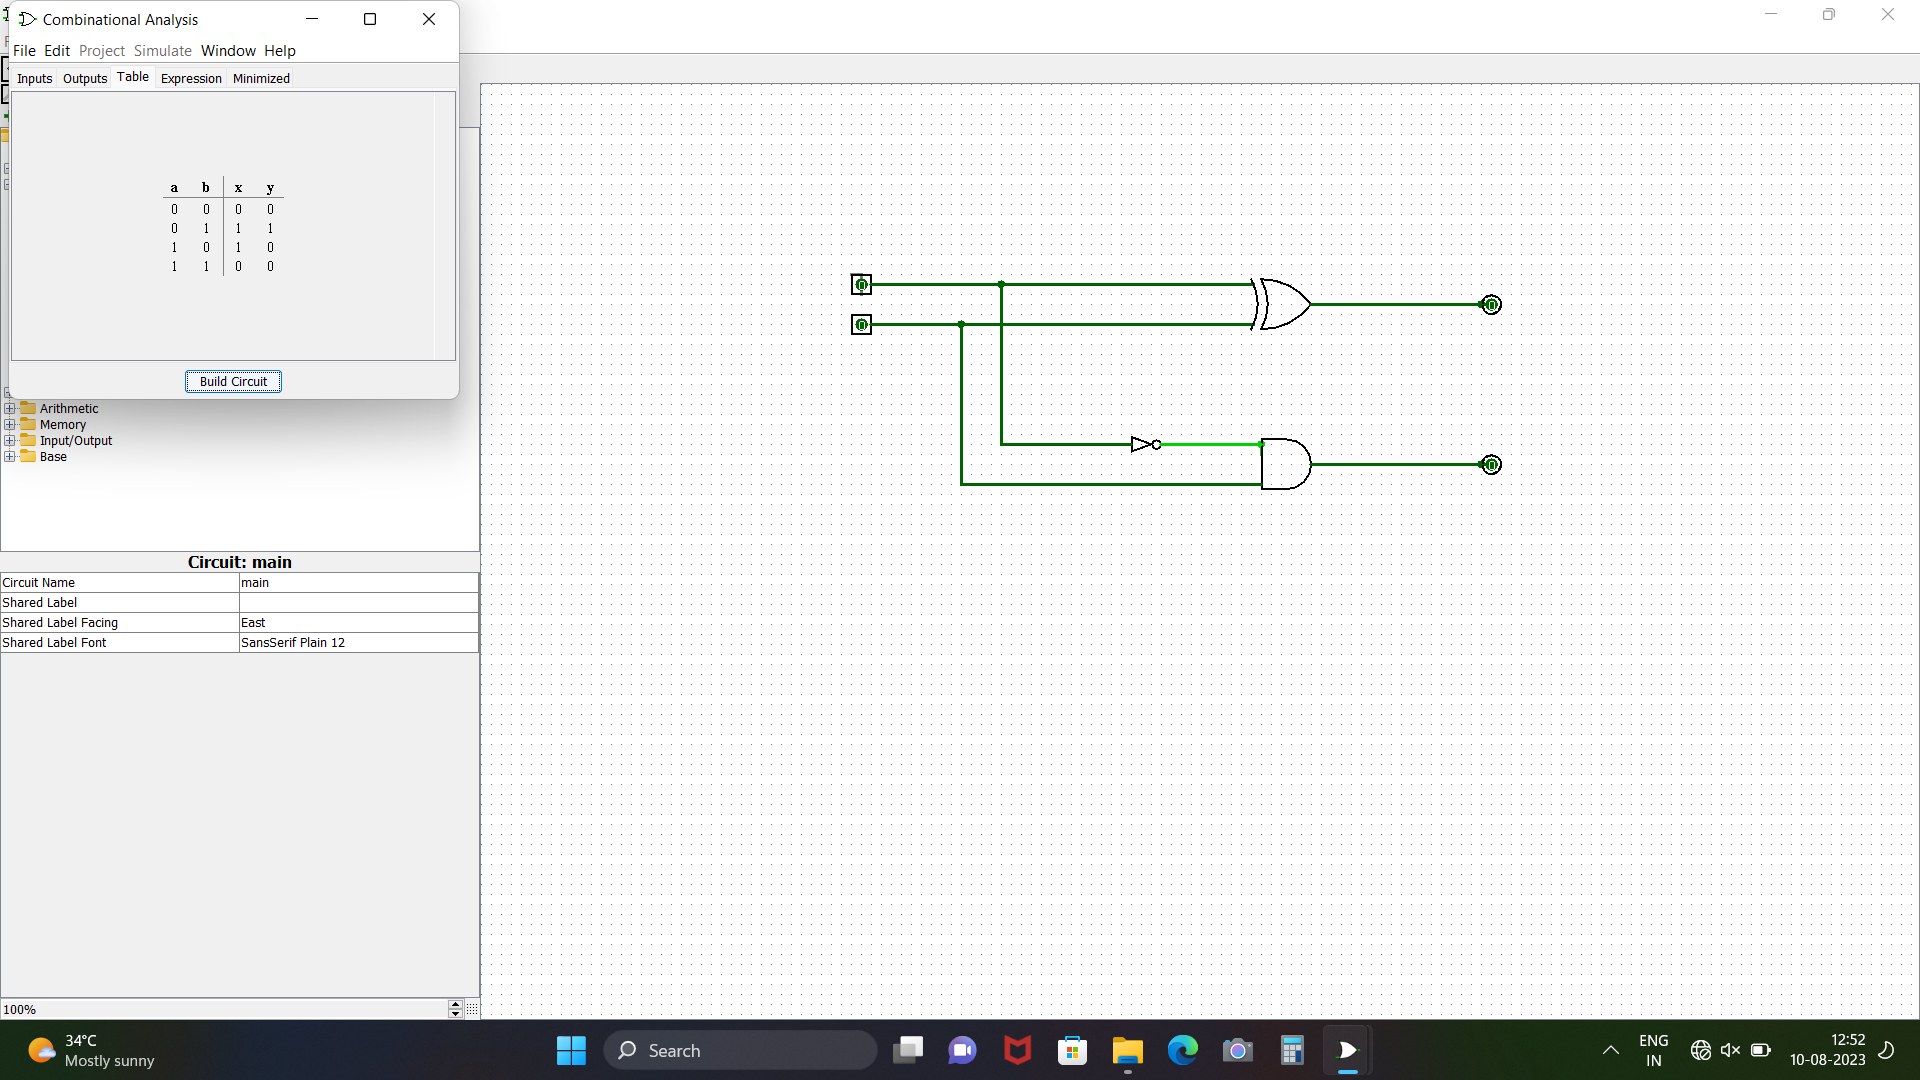 Combinational Analysis
File Edit Project Simulate Window Help
Inputs Outputs Table Expression Minimized
a b x y
0 0 0 0
0 1 1 1
1 0 1 0
1 1 0 0
Build Circuit
Arithmetic
Memory
Input/Output
Base
Circuit: main
Circuit Name main
Shared Label
Shared Label Facing East
Shared Label Font SansSerif Plain 12
100%
0
0
0
0
34°C
Mostly sunny
Search
ENG
IN
12:52
10-08-2023